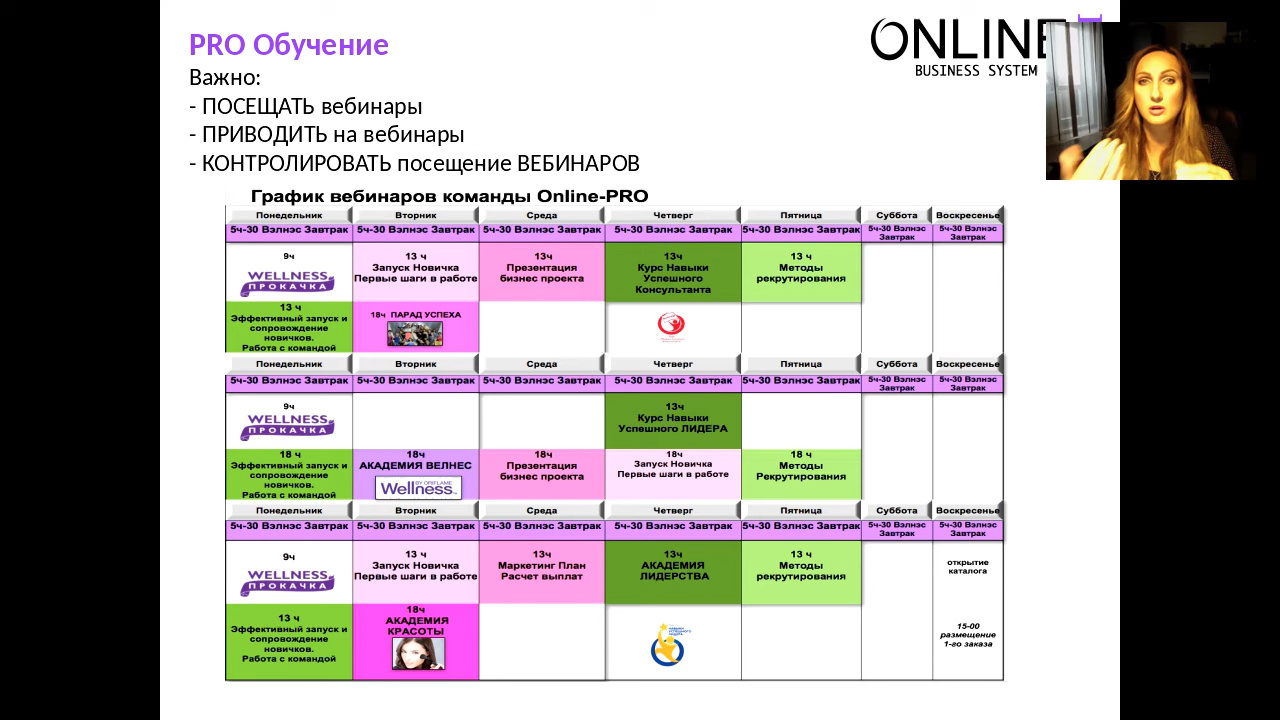 PRO Обучение
Важно:
- ПОСЕЩАТЬ вебинары
- ПРИВОДИТЬ на вебинары
- КОНТРОЛИРОВАТЬ посещение ВЕБИНАРОВ
ONLINE
BUSINESS SYSTEM
График вебинаров команды Online-PRO
Понедельник Вторник Среда Четверг Пятница Суббота Воскресенье
5ч-30 Вэлнэс Завтрак 5ч-30 Вэлнэс Завтрак 5ч-30 Вэлнэс Завтрак 5ч-30 Вэлнэс Завтрак 5ч-30 Вэлнэс Завтрак 5ч-30 Вэлнэс Завтрак 5ч-30 Вэлнэс Завтрак
9ч
WELLNESS
ПРОКАЧКА
13 ч
Запуск Новичка
Первые шаги в работе
13ч
Презентация
бизнес проекта
13ч
Курс Навыки
Успешного
Консультанта
13 ч
Методы
рекрутирования
13 ч
Эффективный запуск и
сопровождение
новичков.
Работа с командой
18ч ПАРАД УСПЕХА
Понедельник Вторник Среда Четверг Пятница Суббота Воскресенье
5ч-30 Вэлнэс Завтрак 5ч-30 Вэлнэс Завтрак 5ч-30 Вэлнэс Завтрак 5ч-30 Вэлнэс Завтрак 5ч-30 Вэлнэс Завтрак 5ч-30 Вэлнэс Завтрак 5ч-30 Вэлнэс Завтрак
9ч
WELLNESS
ПРОКАЧКА
13ч
Курс Навыки
Успешного ЛИДЕРА
18 ч
Эффективный запуск и
сопровождение
новичков.
Работа с командой
18ч
АКАДЕМИЯ ВЕЛНЕС
BY ORIFLAME
Wellness
18ч
Презентация
бизнес проекта
18ч
Запуск Новичка
Первые шаги в работе
18 ч
Методы
Рекрутирования
Понедельник Вторник Среда Четверг Пятница Суббота Воскресенье
5ч-30 Вэлнэс Завтрак 5ч-30 Вэлнэс Завтрак 5ч-30 Вэлнэс Завтрак 5ч-30 Вэлнэс Завтрак 5ч-30 Вэлнэс Завтрак 5ч-30 Вэлнэс Завтрак 5ч-30 Вэлнэс Завтрак
9ч
WELLNESS
ПРОКАЧКА
13 ч
Запуск Новичка
Первые шаги в работе
13ч
Маркетинг План
Расчет выплат
13ч
АКАДЕМИЯ
ЛИДЕРСТВА
13 ч
Методы
рекрутирования
открытие
каталога
13 ч
Эффективный запуск и
сопровождение
новичков.
Работа с командой
18ч
АКАДЕМИЯ
КРАСОТЫ
15-00
размещение
1-го заказа